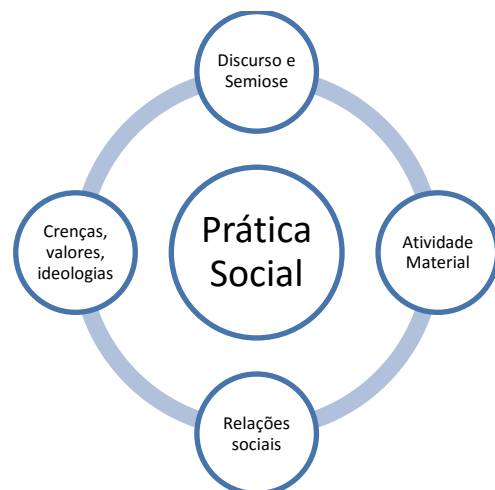 Discurso e
Semiose
Crenças,
valores,
ideologias
Prática
Social
Atividade
Material
Relações
sociais